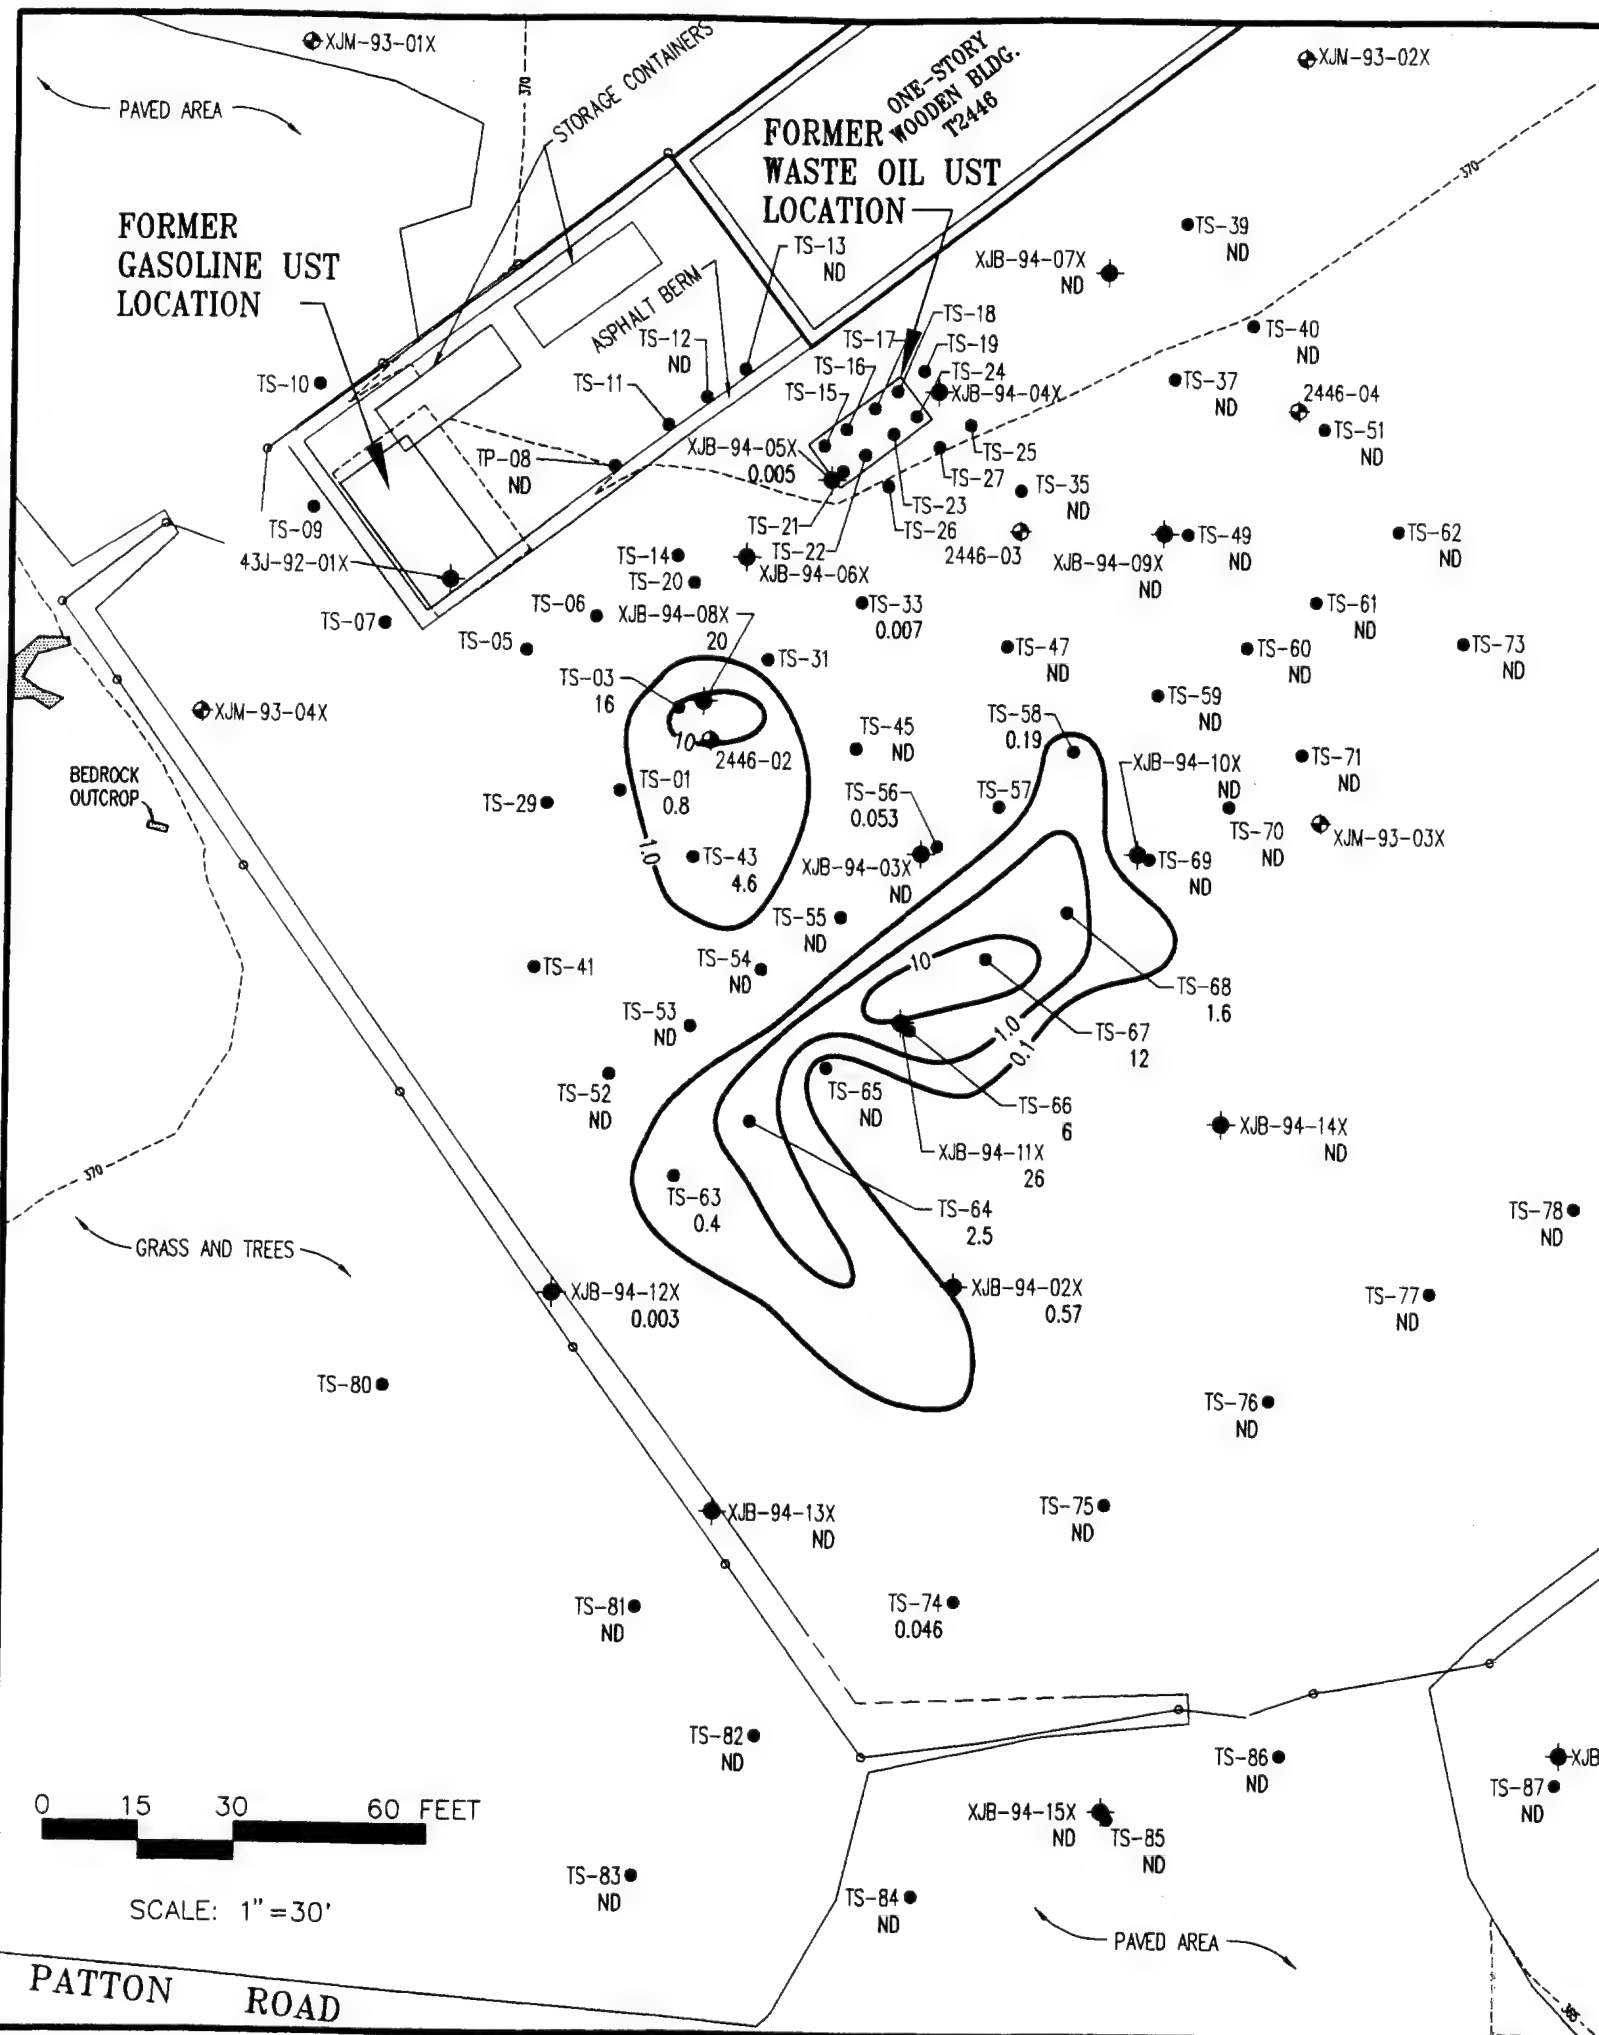 XJM-93-01X
XJM-93-02X
PAVED AREA
370
STORAGE CONTAINERS
ONE-STORY
WOODEN BLDG.
T2446
FORMER
WASTE OIL UST
LOCATION
370
FORMER
GASOLINE UST
LOCATION
TS-39
ND
TS-13
ND
XJB-94-07X
ND
ASPHALT BERM
TS-18
TS-40
ND
TS-12
ND
TS-17
TS-19
TS-16
TS-24
TS-10
TS-11
TS-15
XJB-94-04X
TS-37
ND
2446-04
TS-51
ND
XJB-94-05X
0.005
TP-08
ND
TS-25
TS-27
TS-35
ND
TS-23
TS-09
TS-21
TS-26
TS-22
2446-03
43J-92-01X
TS-14
XJB-94-06X
XJB-94-09X
ND
TS-49
ND
TS-62
ND
TS-20
TS-06
XJB-94-08X
20
TS-33
0.007
TS-61
ND
TS-07
TS-05
TS-47
ND
TS-60
ND
TS-73
ND
TS-31
TS-03
16
TS-59
ND
XJM-93-04X
TS-58
0.19
10
2446-02
TS-45
ND
XJB-94-10X
ND
TS-71
ND
BEDROCK
OUTCROP
TS-01
0.8
TS-29
TS-56
0.053
TS-57
TS-70
ND
XJM-93-03X
1.0
TS-43
4.6
XJB-94-03X
ND
TS-69
ND
TS-55
ND
TS-41
TS-54
ND
10
TS-68
1.6
TS-53
ND
1.0
0.1
TS-67
12
TS-52
ND
TS-65
ND
TS-66
6
XJB-94-14X
ND
XJB-94-11X
26
370
TS-63
0.4
TS-64
2.5
TS-78
ND
GRASS AND TREES
XJB-94-12X
0.003
XJB-94-02X
0.57
TS-77
ND
TS-80
TS-76
ND
XJB-94-13X
ND
TS-75
ND
TS-81
ND
TS-74
0.046
TS-82
ND
TS-86
ND
XJB
TS-87
ND
0 15 30 60 FEET
XJB-94-15X
ND
TS-85
ND
TS-83
ND
TS-84
ND
SCALE: 1"=30'
PAVED AREA
PATTON ROAD
365